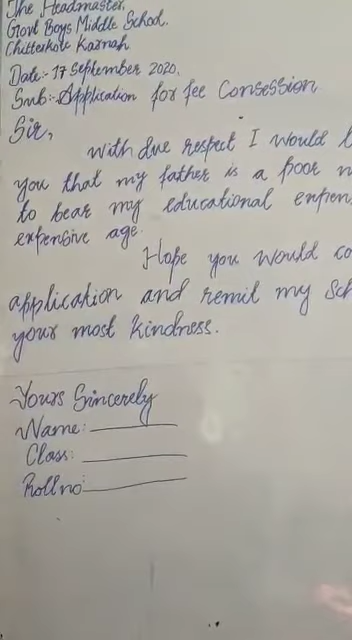 The Headmaster,
Govt Boys Middle School.
Chitterkote Karnah
Date:- 17 September 2020.
Sub:- Application for fee Consession
Sir,
With due respect I would
you that my father is a poor
to bear my educational
expensive age.
Hope you would
application and remit my
your most kindness.
Yours Sincerely
Name:
Class:
Roll no: